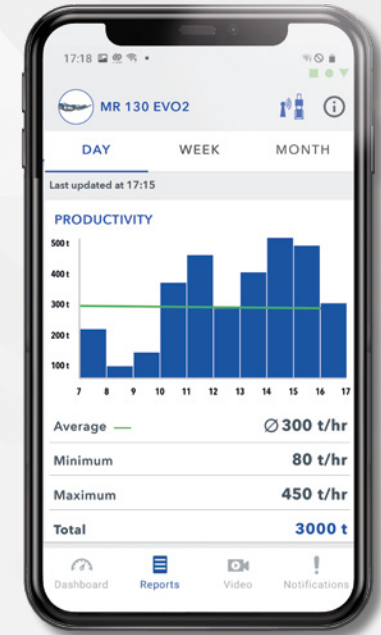 17:18
MR 130 EVO2
DAY WEEK MONTH
Last updated at 17:15
PRODUCTIVITY
500 t
400 t
300 t
200 t
100 t
7 8 9 10 11 12 13 14 15 16 17
Average Ø 300 t/hr
Minimum 80 t/hr
Maximum 450 t/hr
Total 3000 t
Dashboard Reports Video Notifications